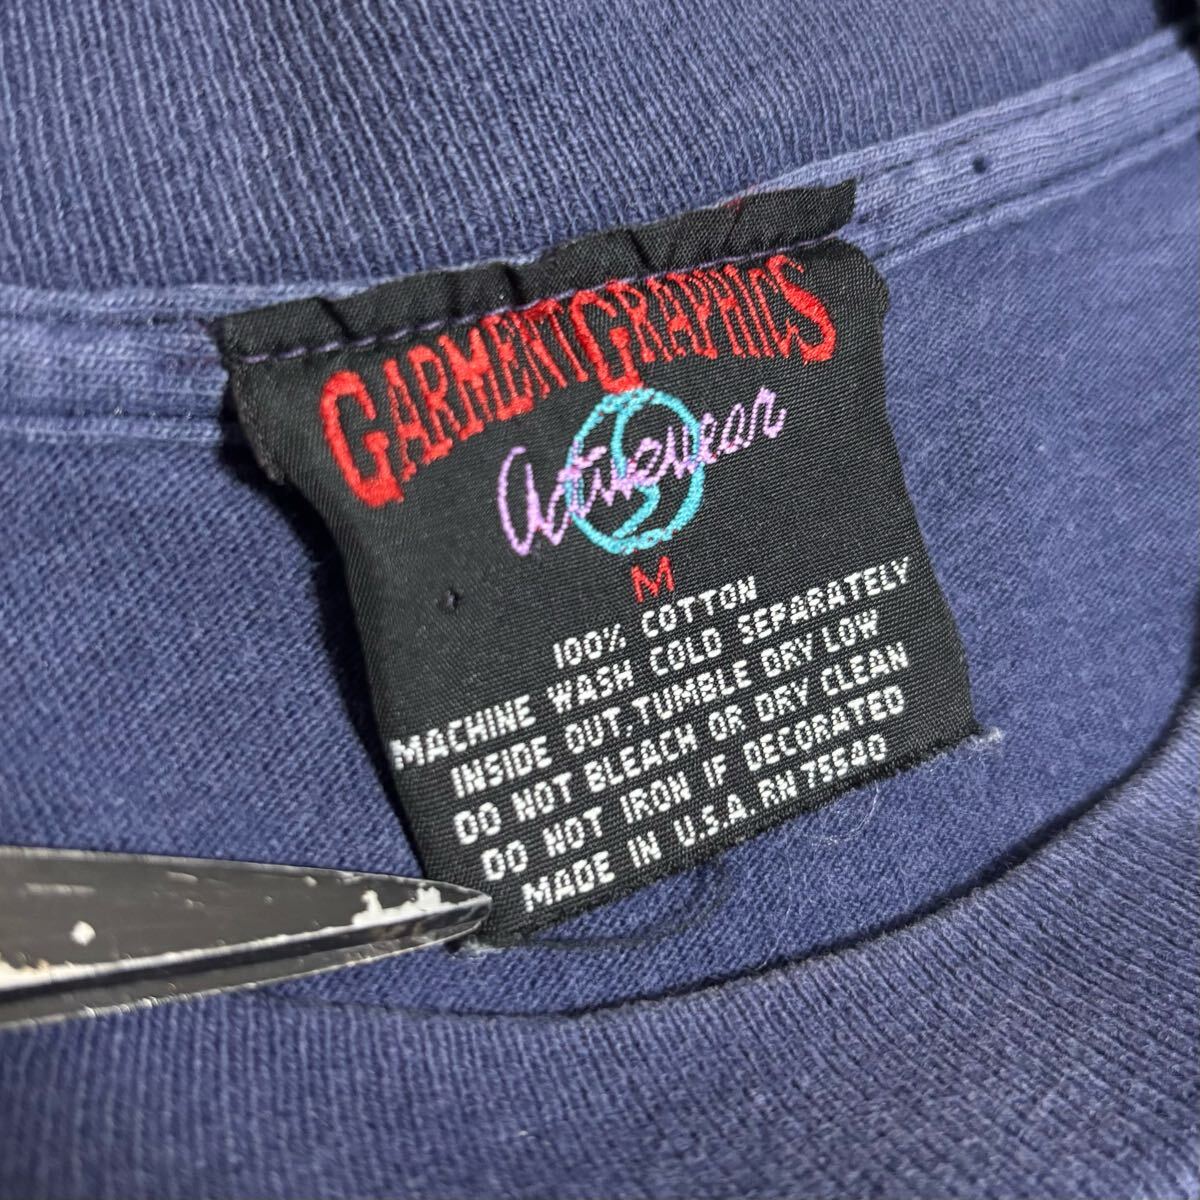 GARMENT GRAPHICS
Activewear
M
100% COTTON
MACHINE WASH COLD SEPARATELY
INSIDE OUT, TUMBLE DRY LOW
DO NOT BLEACH OR DRY CLEAN
DO NOT IRON IF DECORATED
MADE IN U.S.A. RN 75540